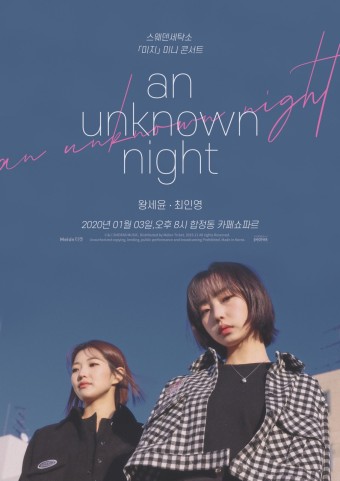 스웨덴세탁소
「미지」 미니 콘서트
an
unknown
night
an unknown night
왕세윤 · 최인영
2020년 01월 03일, 오후 8시 합정동 카페쇼파르